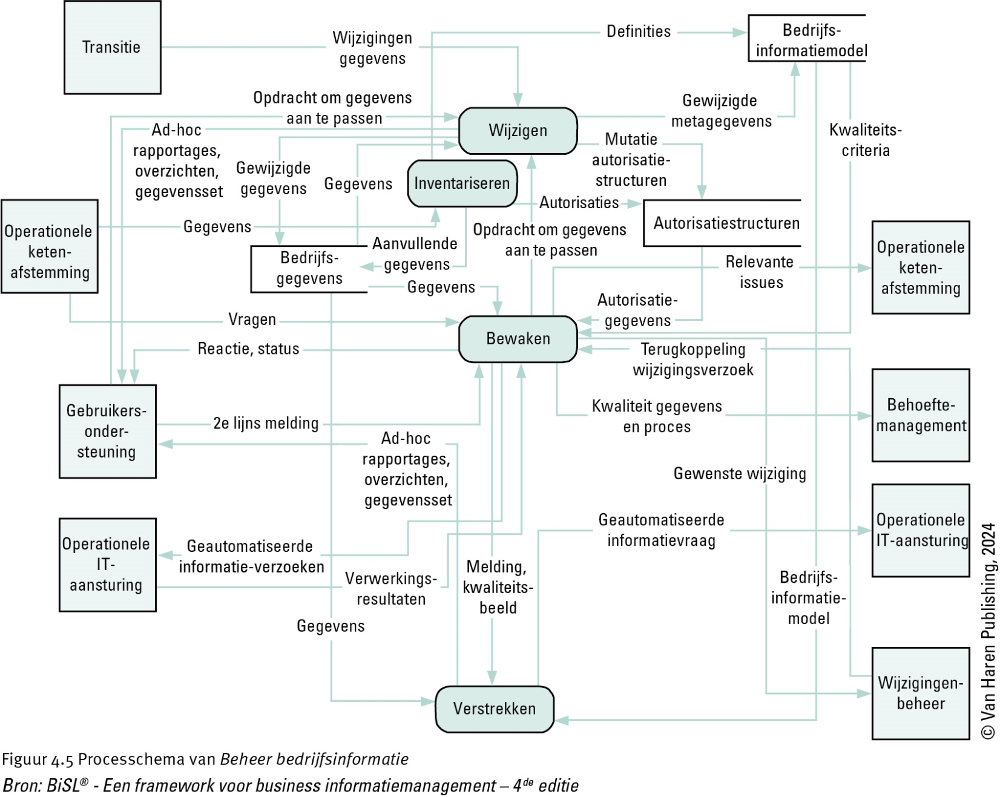 Transitie
Wijzigingen
gegevens
Definities
Bedrijfs-
informatiemodel
Opdracht om gegevens
aan te passen
Wijzigen
Gewijzigde
metagegevens
Kwaliteits-
criteria
Ad-hoc
rapportages,
overzichten,
gegevensset
Gewijzigde
gegevens
Gegevens
Inventariseren
Mutatie
autorisatie-
structuren
Autorisaties
Autorisatiestructuren
Operationele
keten-
afstemming
Gegevens
Bedrijfs-
gegevens
Aanvullende
gegevens
Opdracht om gegevens
aan te passen
Relevante
issues
Operationele
keten-
afstemming
Gegevens
Autorisatie-
gegevens
Vragen
Bewaken
Reactie, status
Terugkoppeling
wijzigingsverzoek
Gebruikers-
onder-
steuning
2e lijns melding
Kwaliteit gegevens
en proces
Behoefte-
management
Ad-hoc
rapportages,
overzichten,
gegevensset
Gewenste wijziging
Operationele
IT-
aansturing
Geautomatiseerde
informatie-verzoeken
Geautomatiseerde
informatievraag
Operationele
IT-aansturing
Verwerkings-
resultaten
Melding,
kwaliteits-
beeld
Bedrijfs-
informatie-
model
Gegevens
Verstrekken
Wijzigingen-
beheer
© Van Haren Publishing, 2024
Figuur 4.5 Processchema van Beheer bedrijfsinformatie
Bron: BiSL® - Een framework voor business informatiemanagement – 4de editie